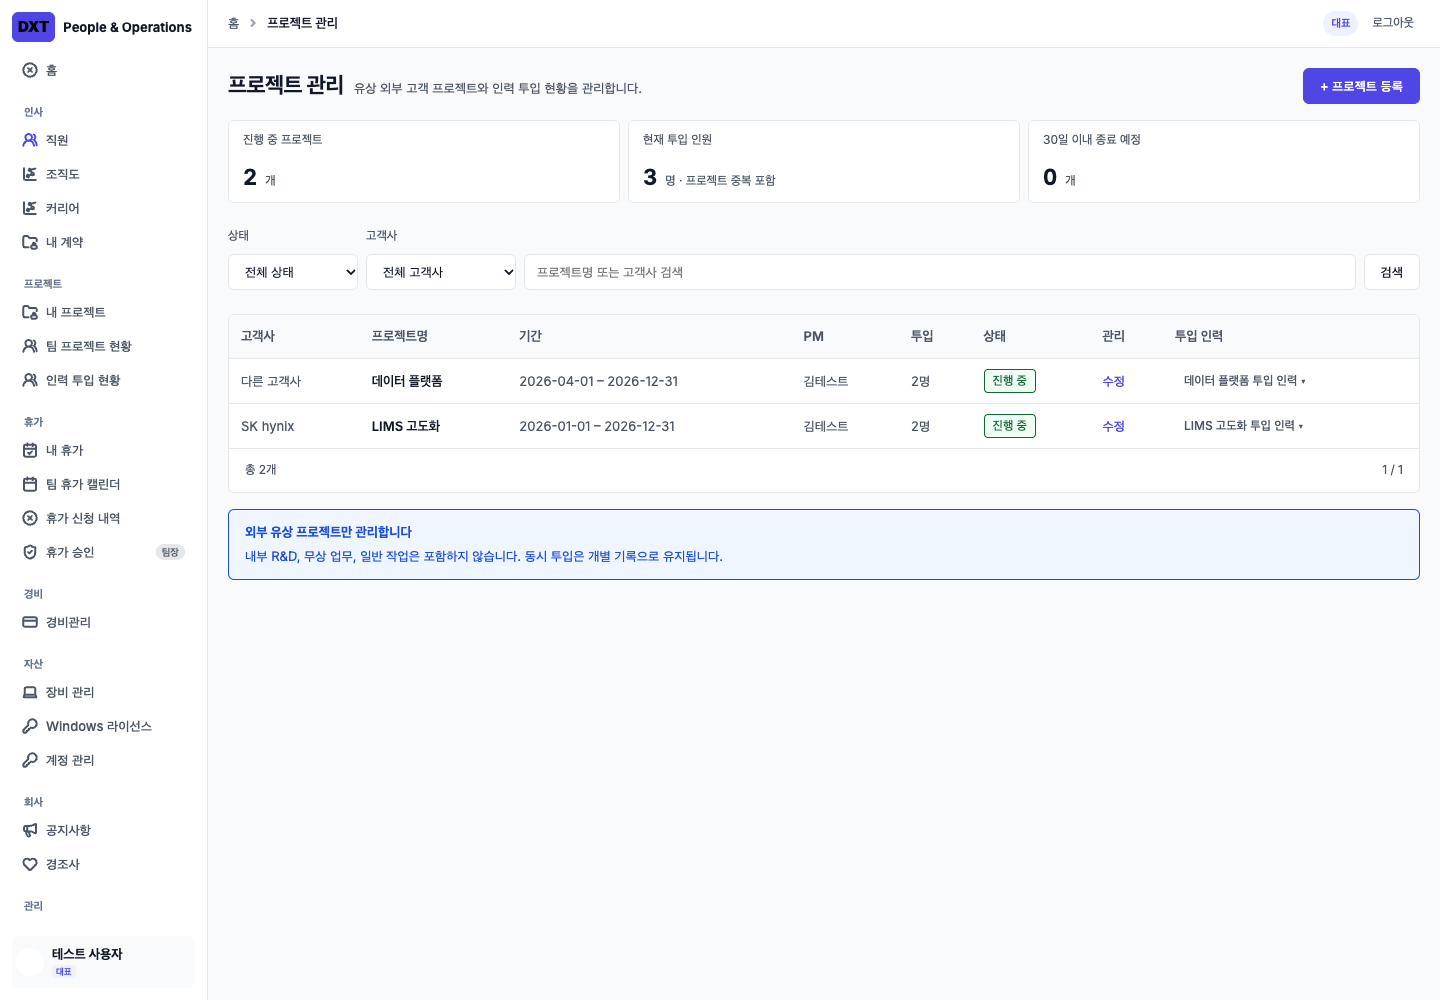 DXT People & Operations
홈
인사
직원
조직도
커리어
내 계약
프로젝트
내 프로젝트
팀 프로젝트 현황
인력 투입 현황
휴가
내 휴가
팀 휴가 캘린더
휴가 신청 내역
휴가 승인 팀장
경비
경비관리
자산
장비 관리
Windows 라이선스
계정 관리
회사
공지사항
경조사
관리
테스트 사용자
대표
홈 > 프로젝트 관리
대표 로그아웃
프로젝트 관리 유상 외부 고객 프로젝트와 인력 투입 현황을 관리합니다.
+ 프로젝트 등록
진행 중 프로젝트
2 개
현재 투입 인원
3 명 · 프로젝트 중복 포함
30일 이내 종료 예정
0 개
상태 고객사
전체 상태 전체 고객사 프로젝트명 또는 고객사 검색 검색
고객사 프로젝트명 기간 PM 투입 상태 관리 투입 인력
다른 고객사 데이터 플랫폼 2026-04-01 – 2026-12-31 김테스트 2명 진행 중 수정 데이터 플랫폼 투입 인력 ▾
SK hynix LIMS 고도화 2026-01-01 – 2026-12-31 김테스트 2명 진행 중 수정 LIMS 고도화 투입 인력 ▾
총 2개 1 / 1
외부 유상 프로젝트만 관리합니다
내부 R&D, 무상 업무, 일반 작업은 포함하지 않습니다. 동시 투입은 개별 기록으로 유지됩니다.